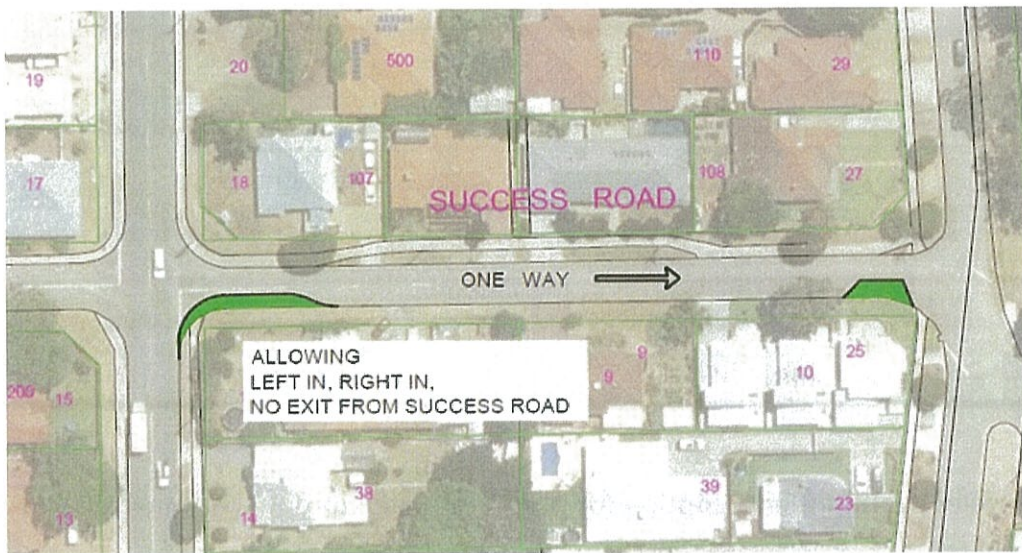 20 500 110 29
19
17 18 107 108 27
SUCCESS ROAD
ONE WAY
ALLOWING
LEFT IN, RIGHT IN,
NO EXIT FROM SUCCESS ROAD
9
9
10
25
15
38
39
23
14
13